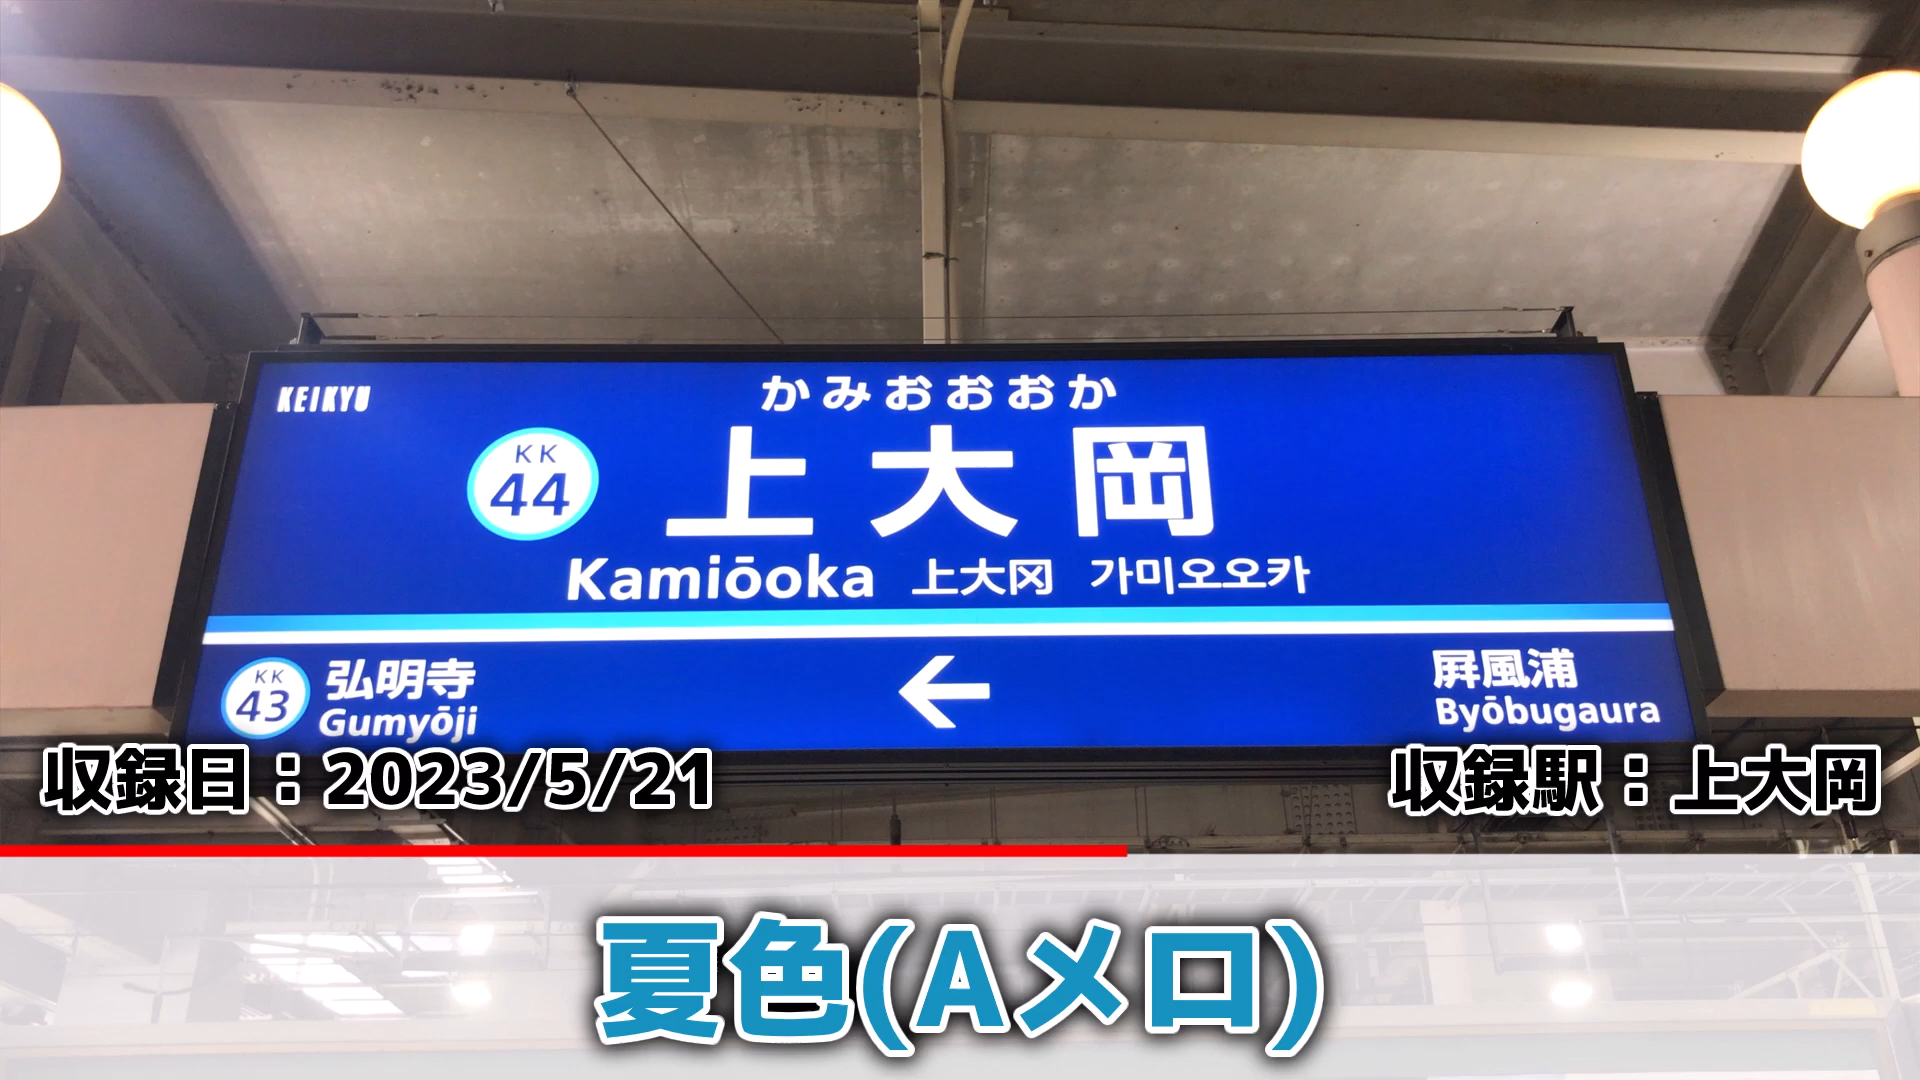 KEIKYU
かみおおおか
KK
44
上大岡
Kamiōoka 上大冈 가미오오카
KK
43
弘明寺
Gumyōji
←
屛風浦
Byōbugaura
収録日：2023/5/21
収録駅：上大岡
夏色(Aメロ)